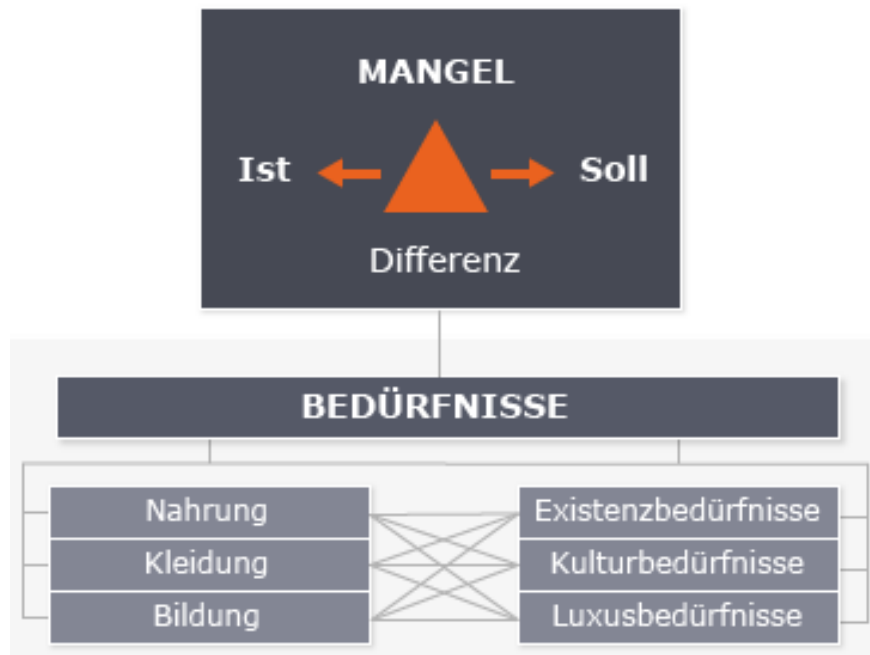 MANGEL
Ist Soll
Differenz
BEDÜRFNISSE
Nahrung
Kleidung
Bildung
Existenzbedürfnisse
Kulturbedürfnisse
Luxusbedürfnisse